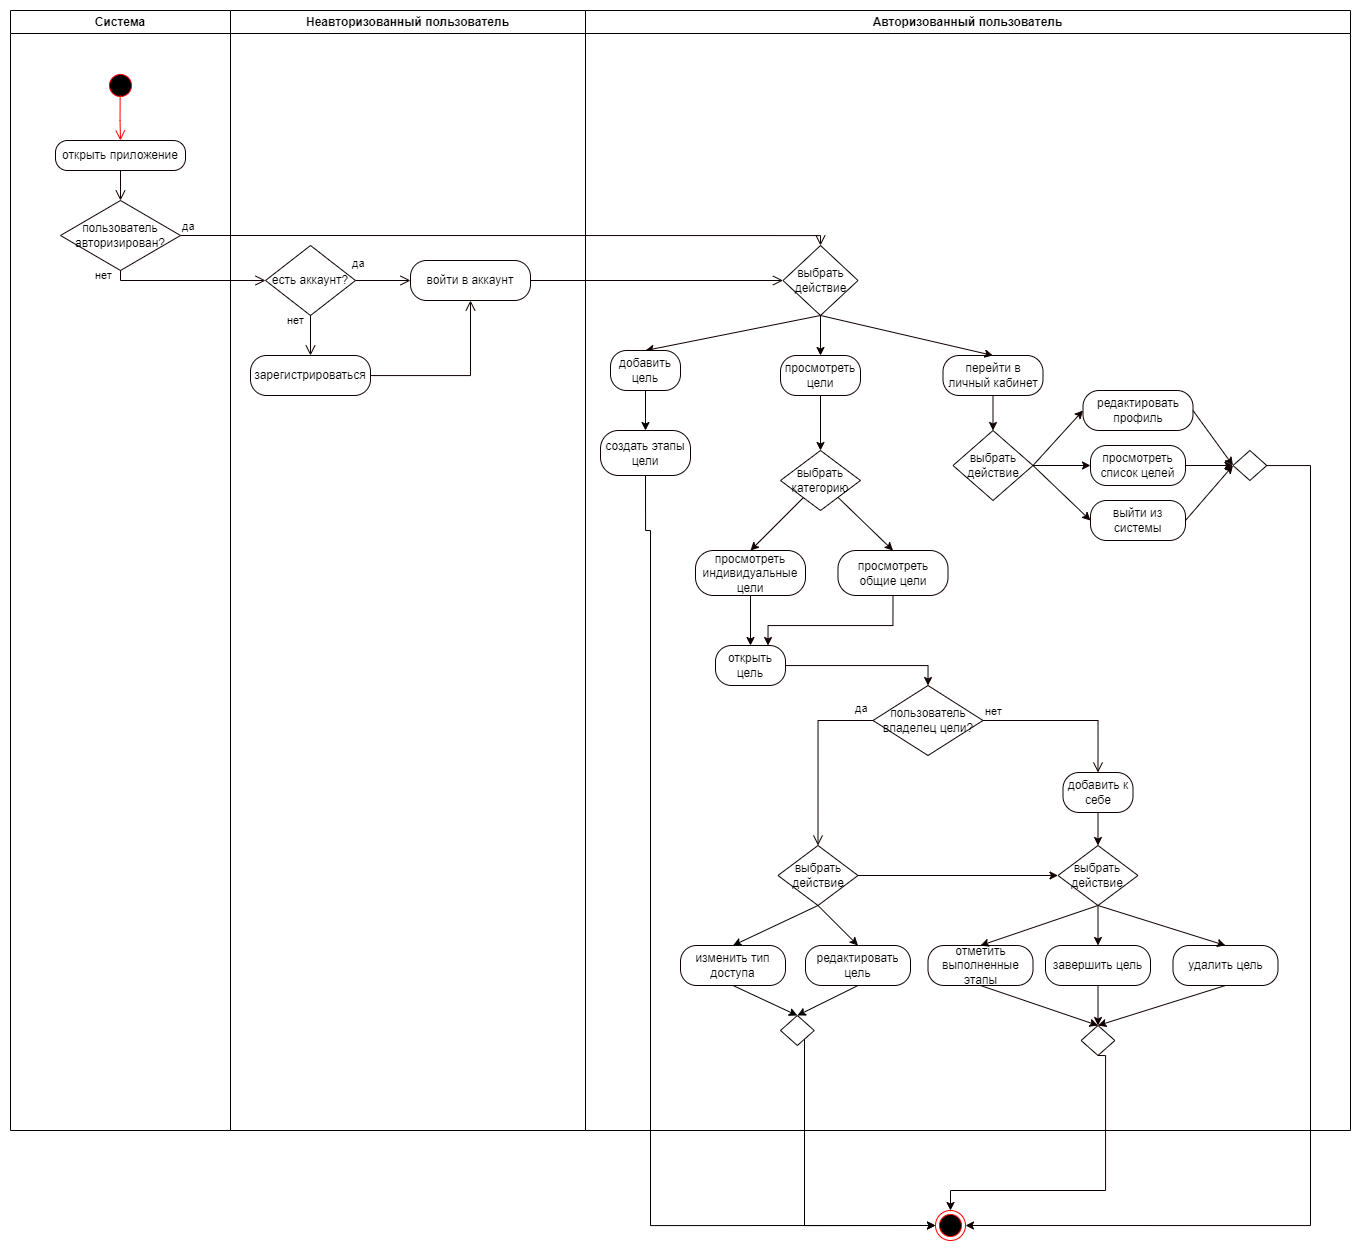 Система
Неавторизованный пользователь
Авторизованный пользователь
открыть приложение
пользователь
авторизирован?
да
нет
есть аккаунт?
да
нет
войти в аккаунт
зарегистрироваться
выбрать
действие
добавить
цель
просмотреть
цели
перейти в
личный кабинет
создать этапы
цели
выбрать
категорию
выбрать
действие
редактировать
профиль
просмотреть
список целей
выйти из
системы
просмотреть
индивидуальные
цели
просмотреть
общие цели
открыть
цель
да
пользователь
владелец цели?
нет
добавить к
себе
выбрать
действие
выбрать
действие
изменить тип
доступа
редактировать
цель
отметить
выполненные
этапы
завершить цель
удалить цель